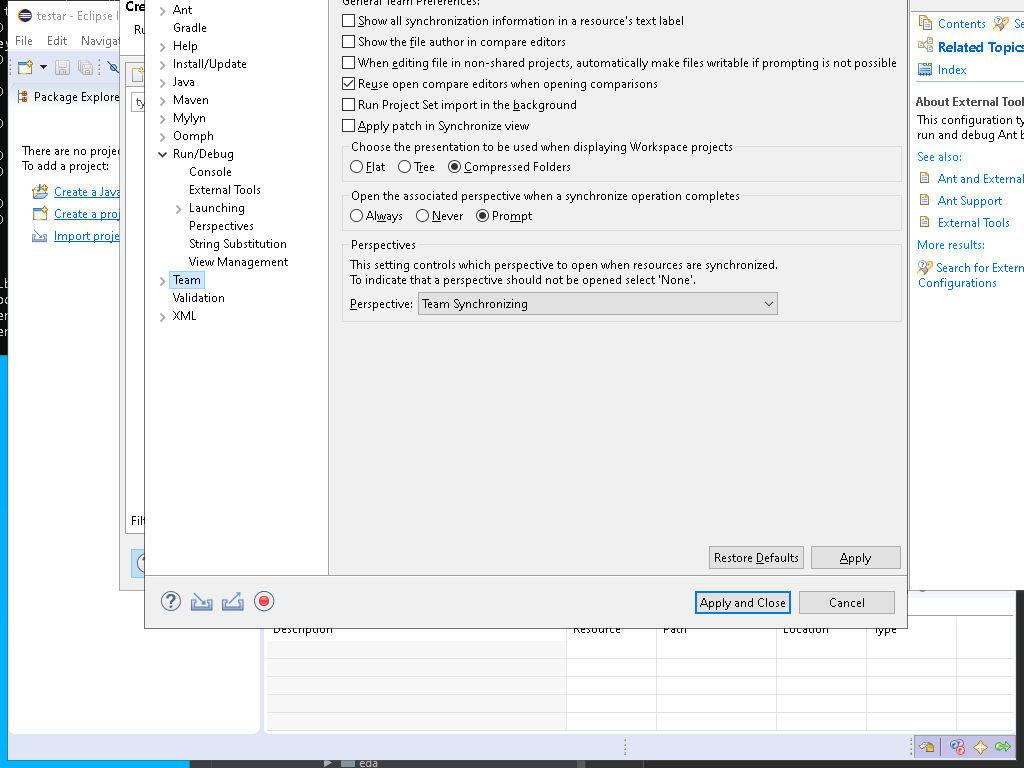 testar - Eclipse I
File Edit Naviga
Package Explore
There are no projec
To add a project:
Create a Java
Create a proj
Import proje
Cre
Ru
ty
Filt
Ant
Gradle
Help
Install/Update
Java
Maven
Mylyn
Oomph
Run/Debug
Console
External Tools
Launching
Perspectives
String Substitution
View Management
Team
Validation
XML
General Team Preferences:
Show all synchronization information in a resource's text label
Show the file author in compare editors
When editing file in non-shared projects, automatically make files writable if prompting is not possible
Reuse open compare editors when opening comparisons
Run Project Set import in the background
Apply patch in Synchronize view
Choose the presentation to be used when displaying Workspace projects
Flat Tree Compressed Folders
Open the associated perspective when a synchronize operation completes
Always Never Prompt
Perspectives
This setting controls which perspective to open when resources are synchronized.
To indicate that a perspective should not be opened select 'None'.
Perspective: Team Synchronizing
Restore Defaults Apply
Apply and Close Cancel
Contents Se
Related Topics
Index
About External Tool
This configuration ty
run and debug Ant b
See also:
Ant and External
Ant Support
External Tools
More results:
Search for Extern
Configurations
Description Resource Path Location Type
eda